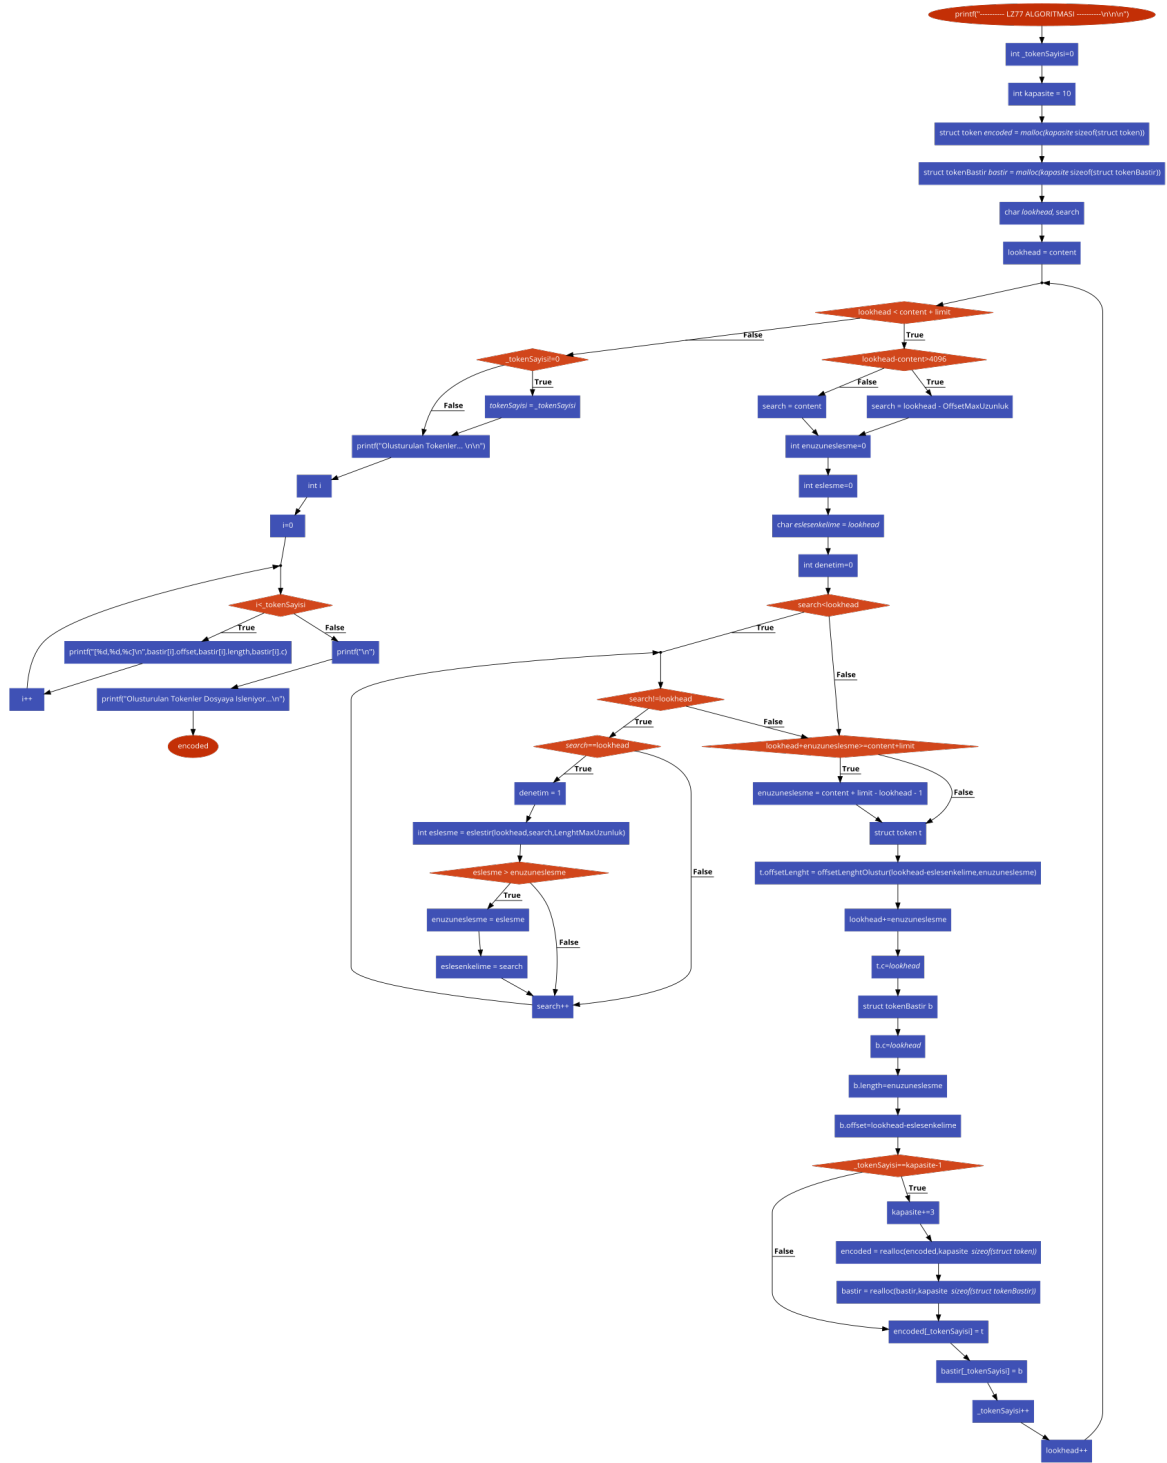 printf("---------- LZ77 ALGORITMASI ----------\n\n\n")
int _tokenSayisi=0
int kapasite = 10
struct token encoded = malloc(kapasite sizeof(struct token))
struct tokenBastir bastir = malloc(kapasite sizeof(struct tokenBastir))
char lookhead, search
lookhead = content
lookhead < content + limit
False
True
_tokenSayisi!=0
lookhead-content>4096
True
False
False
True
tokenSayisi = _tokenSayisi
search = content
search = lookhead - OffsetMaxUzunluk
printf("Olusturulan Tokenler... \n\n")
int enuzuneslesme=0
int i
int eslesme=0
i=0
char eslesenkelime = lookhead
int denetim=0
i<_tokenSayisi
search<lookhead
True
False
True
printf("[%d,%d,%c]\n",bastir[i].offset,bastir[i].length,bastir[i].c)
printf("\n")
False
i++
printf("Olusturulan Tokenler Dosyaya Isleniyor...\n")
search!=lookhead
True
False
encoded
search==lookhead
lookhead+enuzuneslesme>=content+limit
True
True
False
denetim = 1
enuzuneslesme = content + limit - lookhead - 1
int eslesme = eslestir(lookhead,search,LenghtMaxUzunluk)
struct token t
eslesme > enuzuneslesme
False
t.offsetLenght = offsetLenghtOlustur(lookhead-eslesenkelime,enuzuneslesme)
True
enuzuneslesme = eslesme
lookhead+=enuzuneslesme
False
eslesenkelime = search
t.c=lookhead
search++
struct tokenBastir b
b.c=lookhead
b.length=enuzuneslesme
b.offset=lookhead-eslesenkelime
_tokenSayisi==kapasite-1
True
kapasite+=3
False
encoded = realloc(encoded,kapasite sizeof(struct token))
bastir = realloc(bastir,kapasite sizeof(struct tokenBastir))
encoded[_tokenSayisi] = t
bastir[_tokenSayisi] = b
_tokenSayisi++
lookhead++